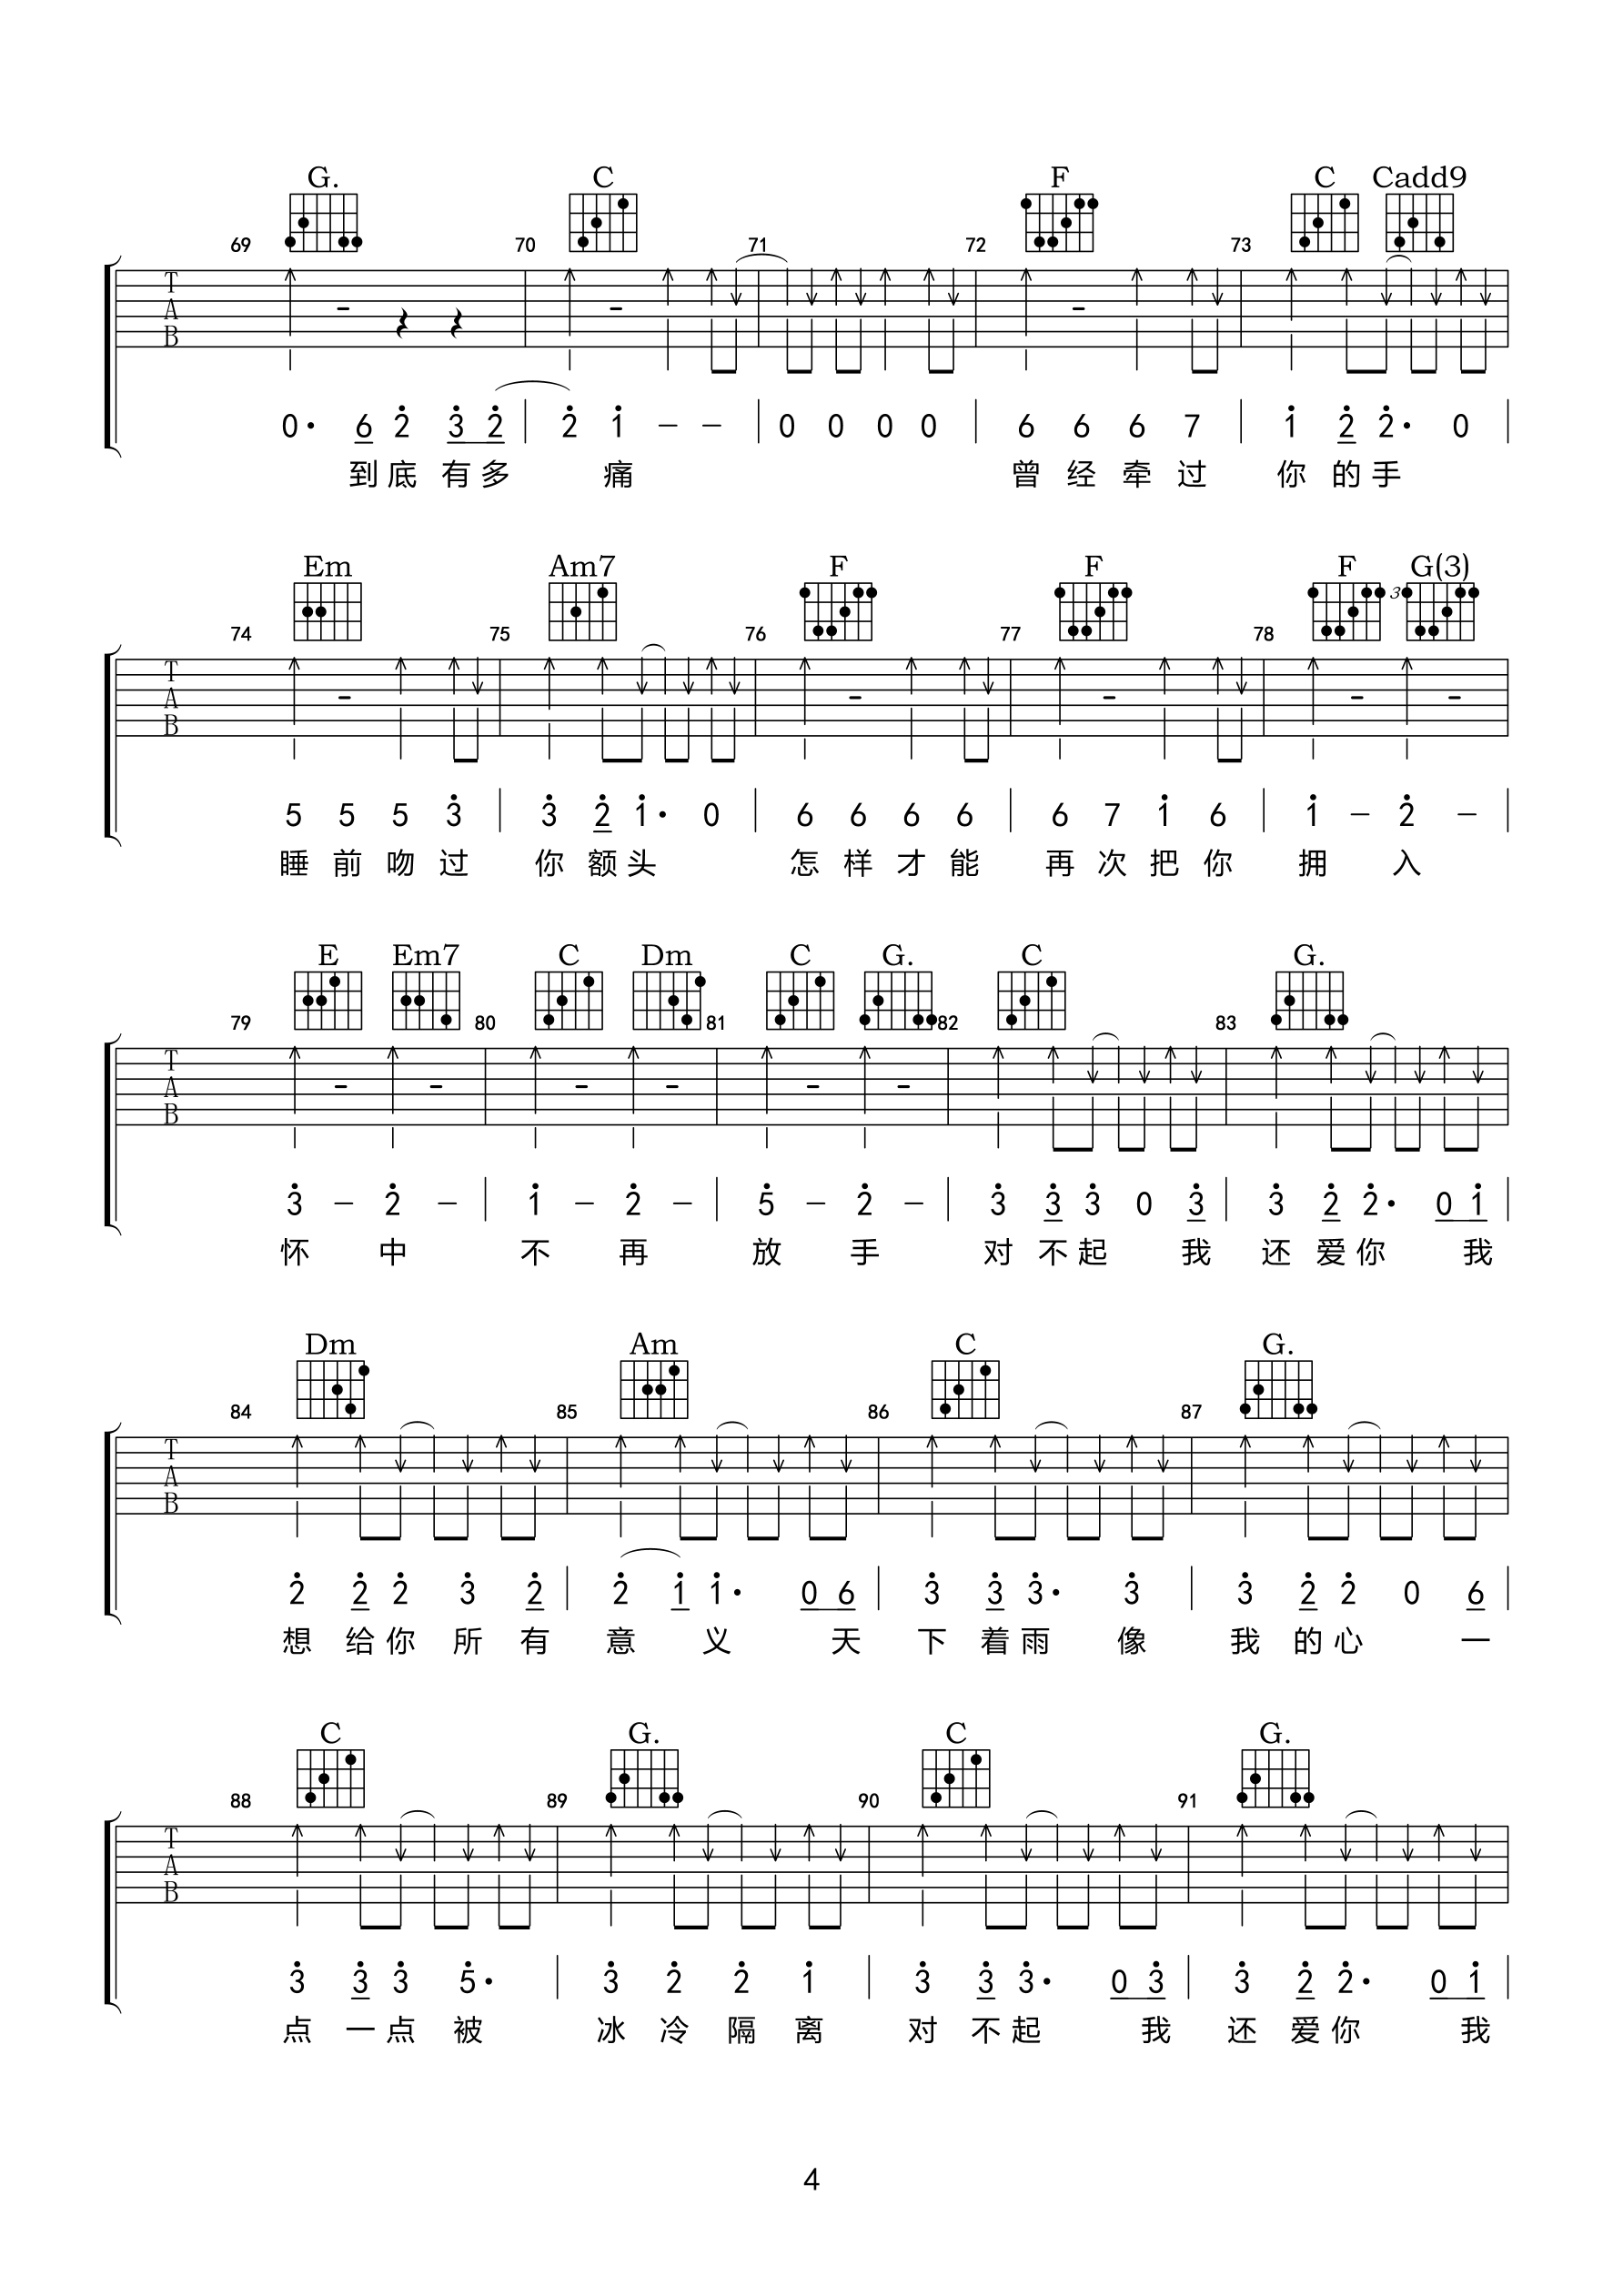 G. C F C Cadd9
69 70 71 72 73
T
A
B
0· 6 2 3 2 | 2 1 – – | 0 0 0 0 | 6 6 6 7 | 1 2 2· 0 |
到 底 有 多 痛 曾 经 牵 过 你 的 手
Em Am7 F F F G(3)
74 75 76 77 78 3
T
A
B
5 5 5 3 | 3 2 1· 0 | 6 6 6 6 | 6 7 1 6 | 1 – 2 – |
睡 前 吻 过 你 额 头 怎 样 才 能 再 次 把 你 拥 入
E Em7 C Dm C G. C G.
79 80 81 82 83
T
A
B
3 – 2 – | 1 – 2 – | 5 – 2 – | 3 3 3 0 3 | 3 2 2· 0 1 |
怀 中 不 再 放 手 对 不 起 我 还 爱 你 我
Dm Am C G.
84 85 86 87
T
A
B
2 2 2 3 2 | 2 1 1· 0 6 | 3 3 3· 3 | 3 2 2 0 6 |
想 给 你 所 有 意 义 天 下 着 雨 像 我 的 心 一
C G. C G.
88 89 90 91
T
A
B
3 3 3 5· | 3 2 2 1 | 3 3 3· 0 3 | 3 2 2· 0 1 |
点 一 点 被 冰 冷 隔 离 对 不 起 我 还 爱 你 我
4